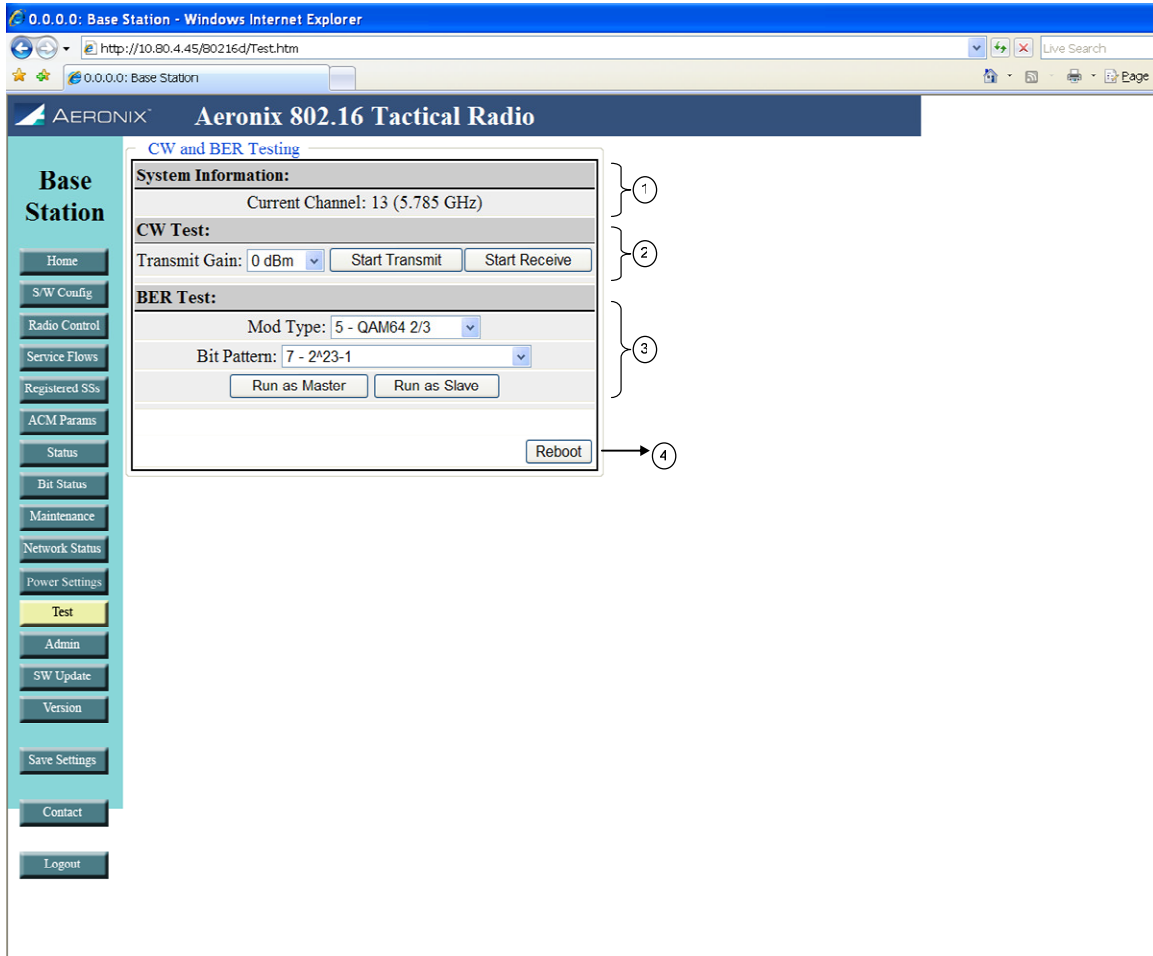 0.0.0.0: Base Station - Windows Internet Explorer
http://10.80.4.45/80216d/Test.htm
Live Search
0.0.0.0: Base Station
Page
AERONIX™ Aeronix 802.16 Tactical Radio
CW and BER Testing
Base
Station
System Information:
Current Channel: 13 (5.785 GHz)
1
CW Test:
Transmit Gain: 0 dBm Start Transmit Start Receive
2
BER Test:
Mod Type: 5 - QAM64 2/3
Bit Pattern: 7 - 2^23-1
Run as Master Run as Slave
3
Reboot
4
Home
S/W Config
Radio Control
Service Flows
Registered SSs
ACM Params
Status
Bit Status
Maintenance
Network Status
Power Settings
Test
Admin
SW Update
Version
Save Settings
Contact
Logout